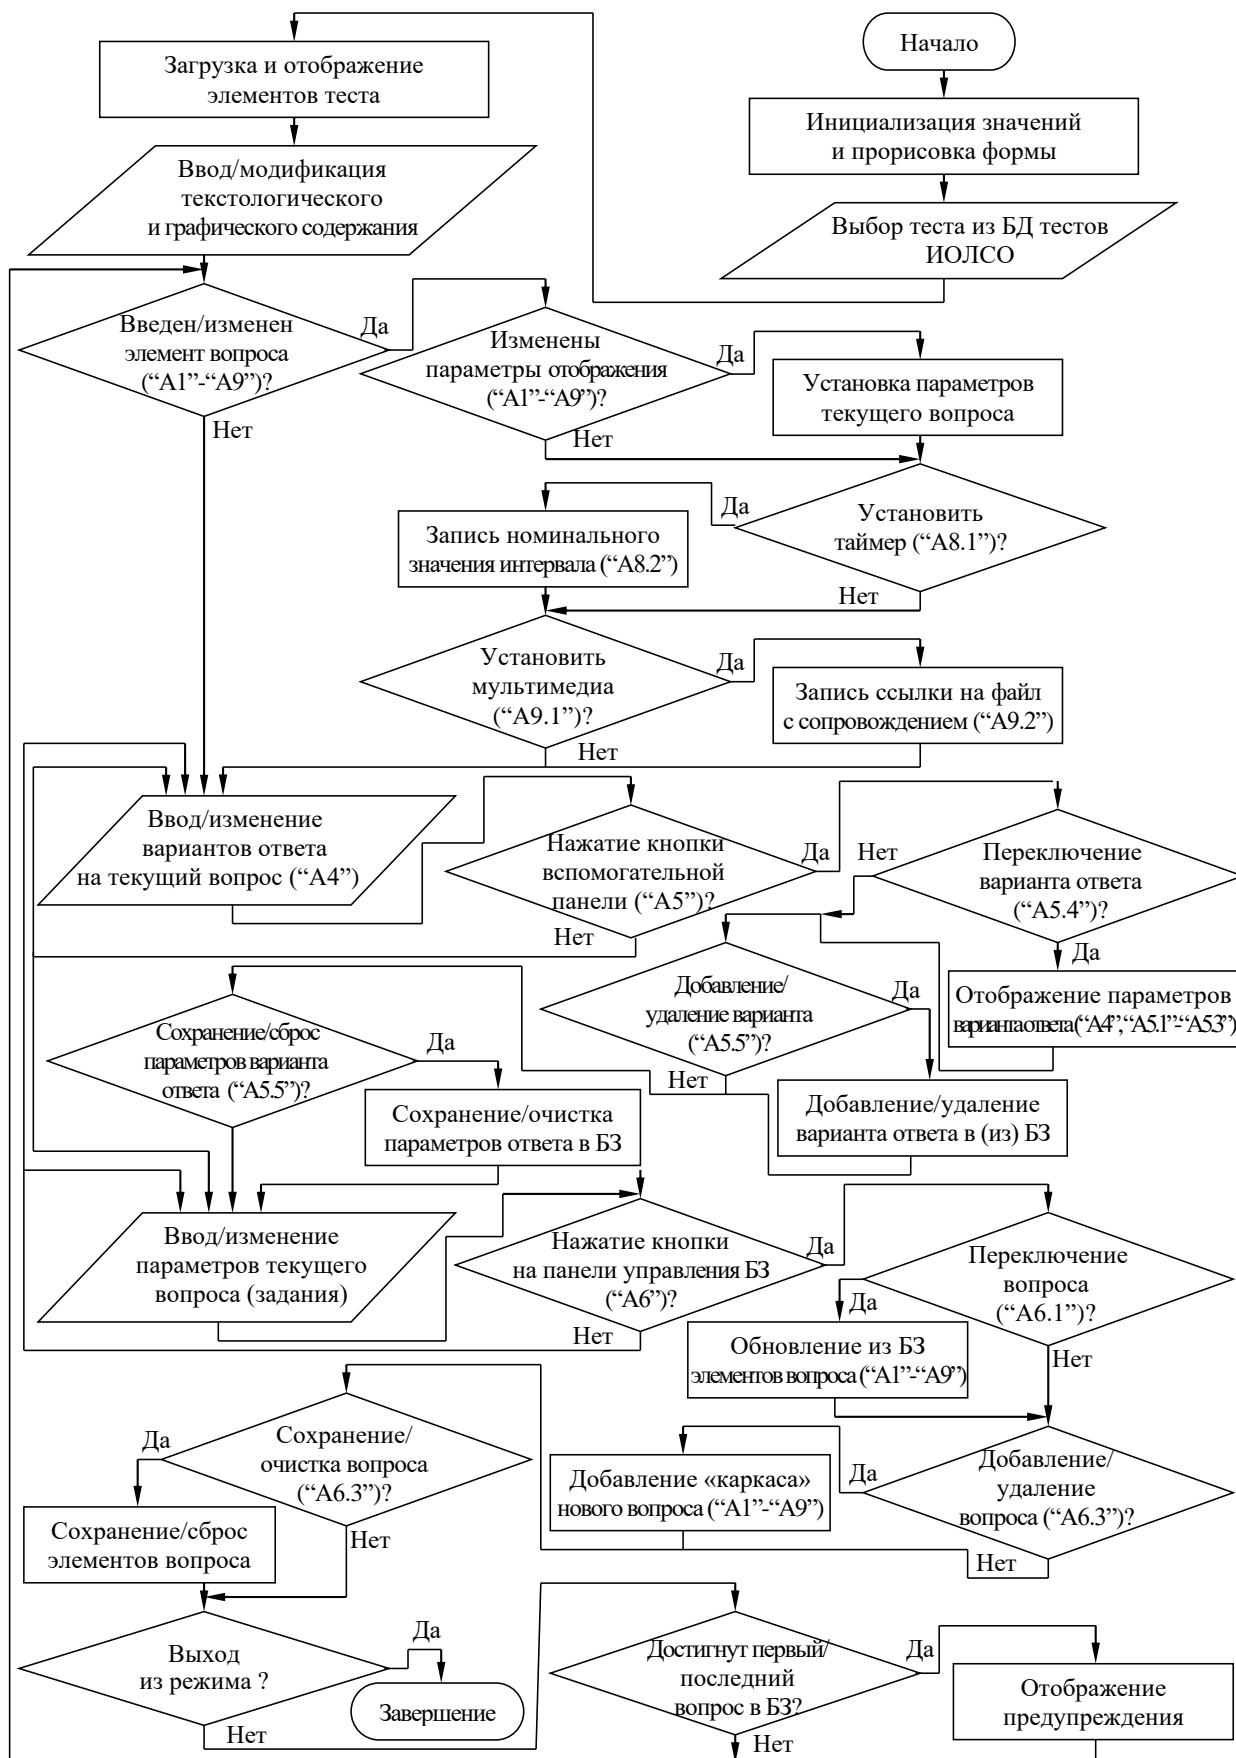 Начало
Инициализация значений
и прорисовка формы
Выбор теста из БД тестов
ИОЛСО
Загрузка и отображение
элементов теста
Ввод/модификация
текстологического
и графического содержания
Введен/изменен
элемент вопроса
(“А1”-“А9”)?
Да
Нет
Изменены
параметры отображения
(“А1”-“А9”)?
Да
Нет
Установка параметров
текущего вопроса
Установить
таймер (“А8.1”)?
Да
Нет
Запись номинального
значения интервала (“А8.2”)
Установить
мультимедиа
(“А9.1”)?
Да
Нет
Запись ссылки на файл
с сопровождением (“А9.2”)
Ввод/изменение
вариантов ответа
на текущий вопрос (“А4”)
Нажатие кнопки
вспомогательной
панели (“А5”)?
Да
Нет
Переключение
варианта ответа
(“А5.4”)?
Нет
Да
Отображение параметров
варианта ответа (“А4”, “А5.1”-“А5.3”)
Добавление/
удаление варианта
(“А5.5”)?
Да
Нет
Добавление/удаление
варианта ответа в (из) БЗ
Сохранение/сброс
параметров варианта
ответа (“А5.5”)?
Да
Сохранение/очистка
параметров ответа в БЗ
Ввод/изменение
параметров текущего
вопроса (задания)
Нажатие кнопки
на панели управления БЗ
(“А6”)?
Да
Нет
Переключение
вопроса
(“А6.1”)?
Да
Нет
Обновление из БЗ
элементов вопроса (“А1”-“А9”)
Добавление/
удаление
вопроса (“А6.3”)?
Да
Нет
Добавление «каркаса»
нового вопроса (“А1”-“А9”)
Сохранение/
очистка вопроса
(“А6.3”)?
Да
Нет
Сохранение/сброс
элементов вопроса
Выход
из режима ?
Да
Нет
Завершение
Достигнут первый/
последний
вопрос в БЗ?
Да
Нет
Отображение
предупреждения